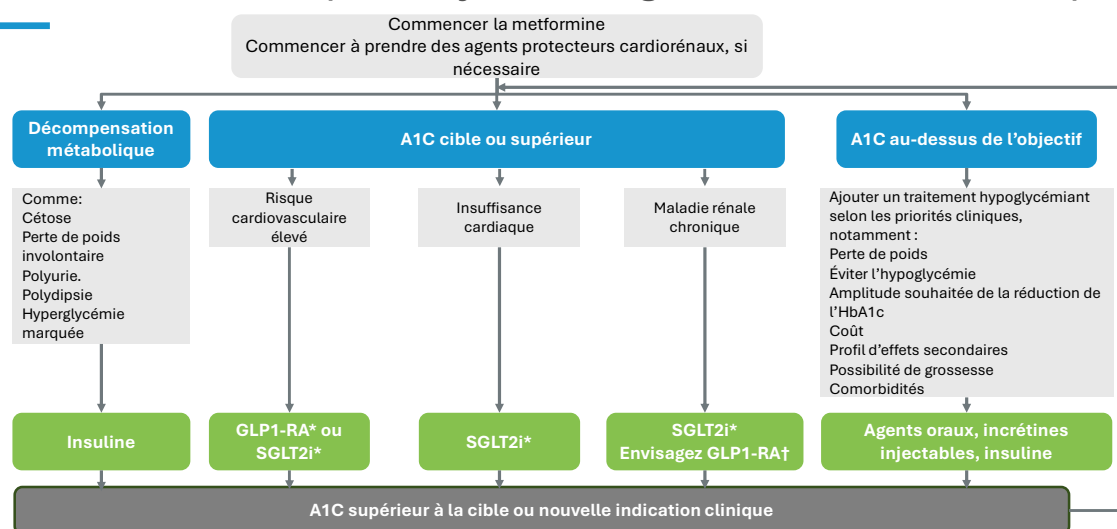 Commencer la metformine
Commencer à prendre des agents protecteurs cardiorénaux, si
nécessaire
Décompensation
métabolique
A1C cible ou supérieur
A1C au-dessus de l’objectif
Comme:
Cétose
Perte de poids
involontaire
Polyurie.
Polydipsie
Hyperglycémie
marquée
Risque
cardiovasculaire
élevé
Insuffisance
cardiaque
Maladie rénale
chronique
Ajouter un traitement hypoglycémiant
selon les priorités cliniques,
notamment :
Perte de poids
Éviter l’hypoglycémie
Amplitude souhaitée de la réduction de
l’HbA1c
Coût
Profil d’effets secondaires
Possibilité de grossesse
Comorbidités
Insuline
GLP1-RA* ou
SGLT2i*
SGLT2i*
SGLT2i*
Envisagez GLP1-RA†
Agents oraux, incrétines
injectables, insuline
A1C supérieur à la cible ou nouvelle indication clinique